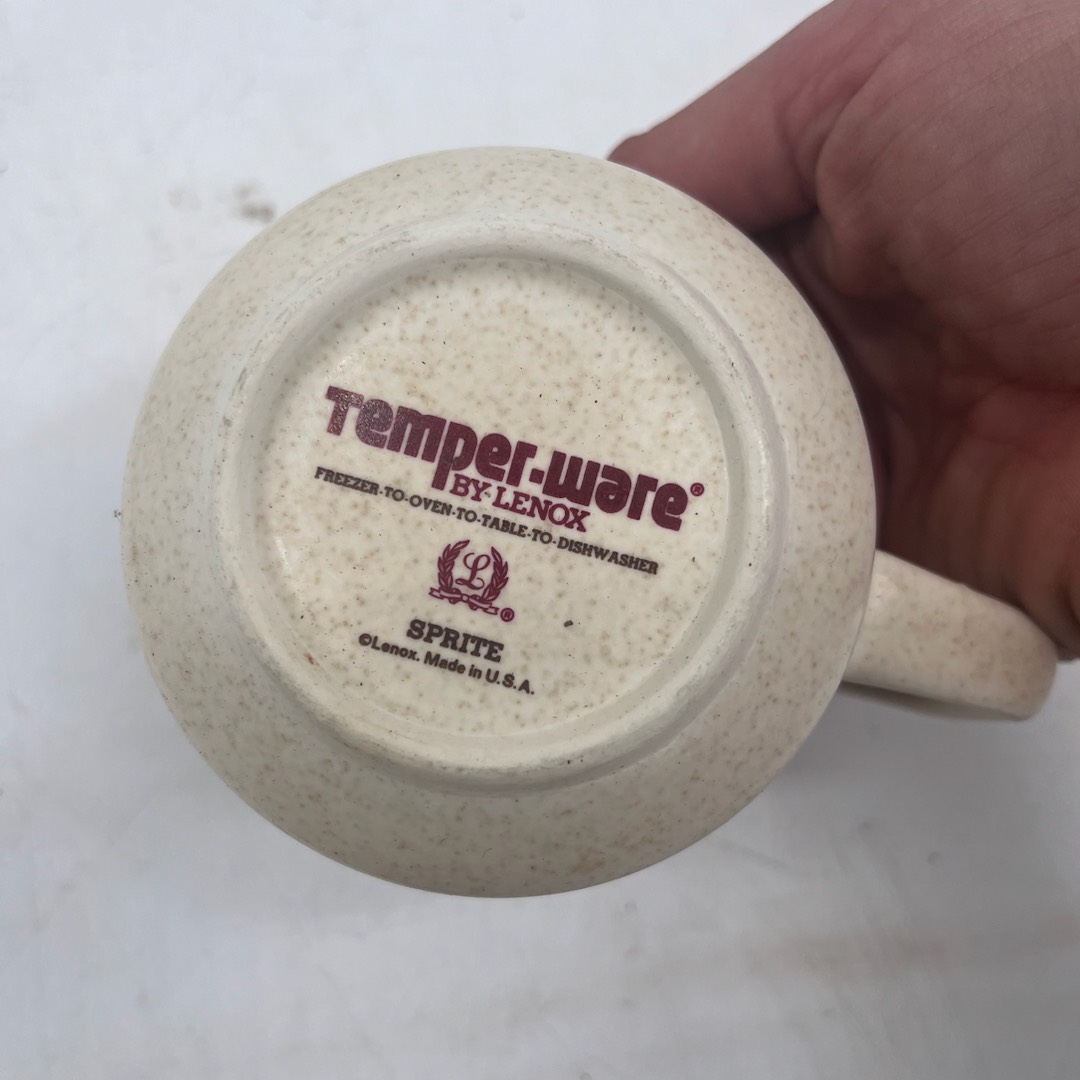 Temper-ware®
BY LENOX
FREEZER-TO-OVEN-TO-TABLE-TO-DISHWASHER
L
®
SPRITE
©Lenox. Made in U.S.A.